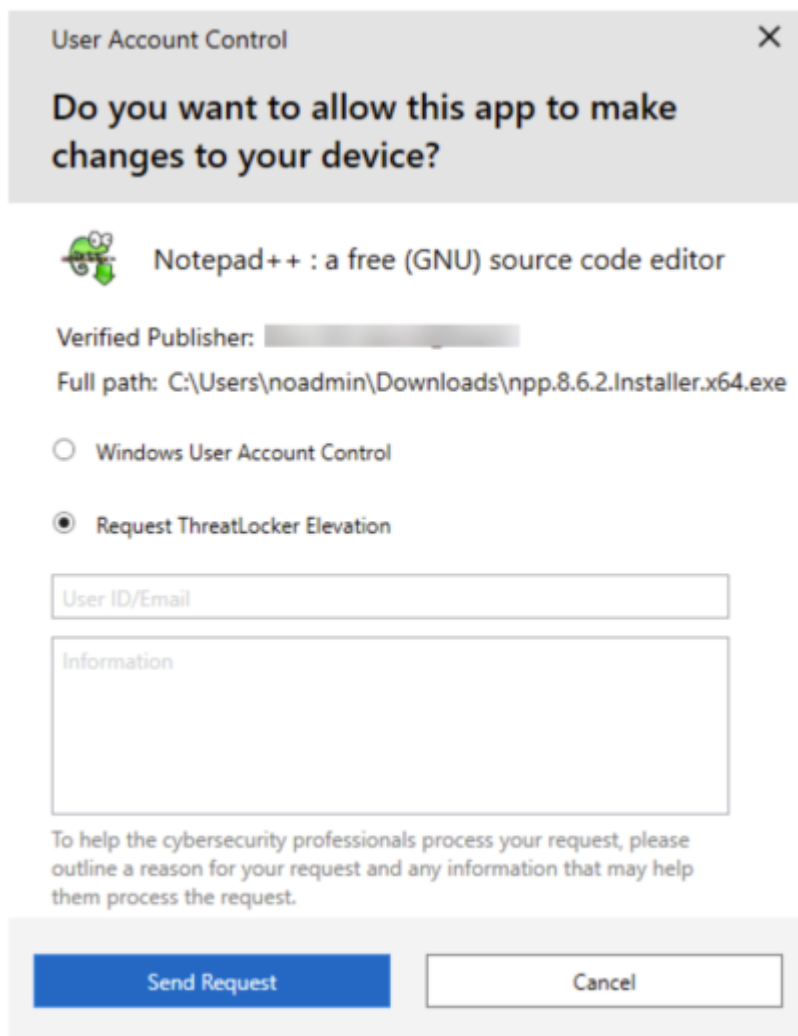 User Account Control
Do you want to allow this app to make
changes to your device?
Notepad++ : a free (GNU) source code editor
Verified Publisher:
Full path: C:\Users\noadmin\Downloads\npp.8.6.2.Installer.x64.exe
Windows User Account Control
Request ThreatLocker Elevation
User ID/Email
Information
To help the cybersecurity professionals process your request, please
outline a reason for your request and any information that may help
them process the request.
Send Request
Cancel